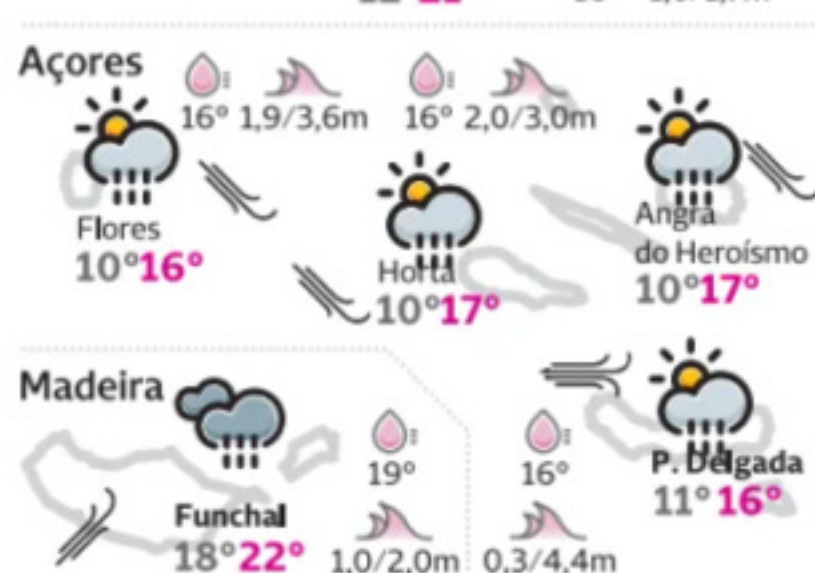 Açores
16° 1,9/3,6m
16° 2,0/3,0m
Flores
10° 16°
Horta
10° 17°
Angra
do Heroísmo
10° 17°
Madeira
19°
1,0/2,0m
Funchal
18° 22°
16°
0,3/4,4m
P. Delgada
11° 16°